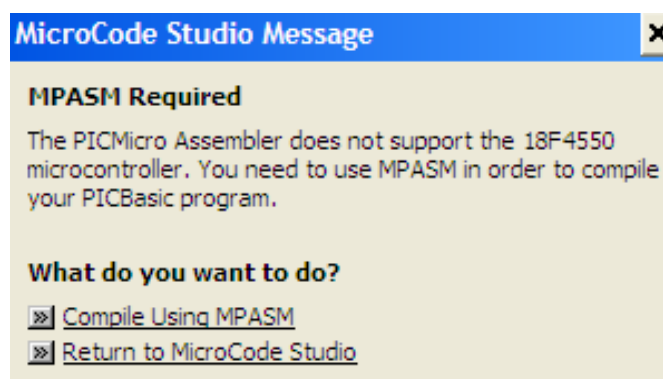 MicroCode Studio Message
MPASM Required
The PICMicro Assembler does not support the 18F4550
microcontroller. You need to use MPASM in order to compile
your PICBasic program.
What do you want to do?
Compile Using MPASM
Return to MicroCode Studio